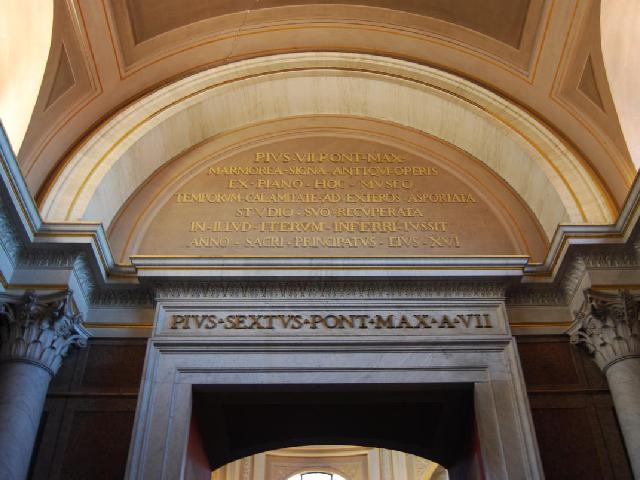 PIVS·VII·PONT·MAX·
MARMOREA·SIGNA·ANTICVI·OPERIS
EX·PIANO·HOC·MVSEO
TEMPORVM·CALAMITATE·AD·EXTEROS·ASPORTATA
STVDIO·SVO·RECVPERATA
IN·ILLVD·ITERVM·INFERRI·IVSSIT
ANNO·SACRI·PRINCIPATVS·EIVS·XVI
PIVS·SEXTVS·PONT·MAX·A·VII